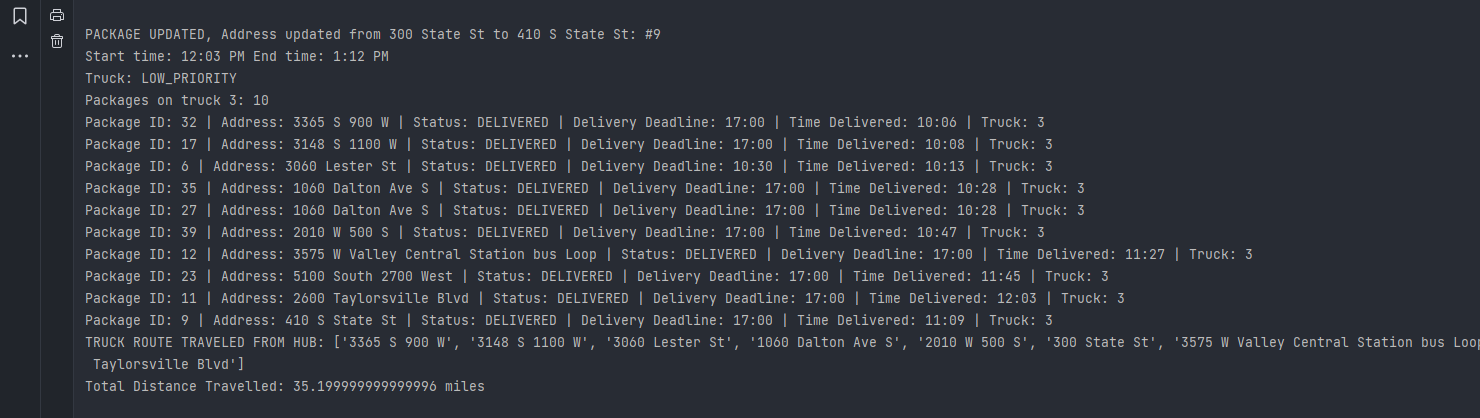 PACKAGE UPDATED, Address updated from 300 State St to 410 S State St: #9
Start time: 12:03 PM End time: 1:12 PM
Truck: LOW_PRIORITY
Packages on truck 3: 10
Package ID: 32 | Address: 3365 S 900 W | Status: DELIVERED | Delivery Deadline: 17:00 | Time Delivered: 10:06 | Truck: 3
Package ID: 17 | Address: 3148 S 1100 W | Status: DELIVERED | Delivery Deadline: 17:00 | Time Delivered: 10:08 | Truck: 3
Package ID: 6 | Address: 3060 Lester St | Status: DELIVERED | Delivery Deadline: 10:30 | Time Delivered: 10:13 | Truck: 3
Package ID: 35 | Address: 1060 Dalton Ave S | Status: DELIVERED | Delivery Deadline: 17:00 | Time Delivered: 10:28 | Truck: 3
Package ID: 27 | Address: 1060 Dalton Ave S | Status: DELIVERED | Delivery Deadline: 17:00 | Time Delivered: 10:28 | Truck: 3
Package ID: 39 | Address: 2010 W 500 S | Status: DELIVERED | Delivery Deadline: 17:00 | Time Delivered: 10:47 | Truck: 3
Package ID: 12 | Address: 3575 W Valley Central Station bus Loop | Status: DELIVERED | Delivery Deadline: 17:00 | Time Delivered: 11:27 | Truck: 3
Package ID: 23 | Address: 5100 South 2700 West | Status: DELIVERED | Delivery Deadline: 17:00 | Time Delivered: 11:45 | Truck: 3
Package ID: 11 | Address: 2600 Taylorsville Blvd | Status: DELIVERED | Delivery Deadline: 17:00 | Time Delivered: 12:03 | Truck: 3
Package ID: 9 | Address: 410 S State St | Status: DELIVERED | Delivery Deadline: 17:00 | Time Delivered: 11:09 | Truck: 3
TRUCK ROUTE TRAVELED FROM HUB: ['3365 S 900 W', '3148 S 1100 W', '3060 Lester St', '1060 Dalton Ave S', '2010 W 500 S', '300 State St', '3575 W Valley Central Station bus Loop
Taylorsville Blvd']
Total Distance Travelled: 35.199999999999996 miles